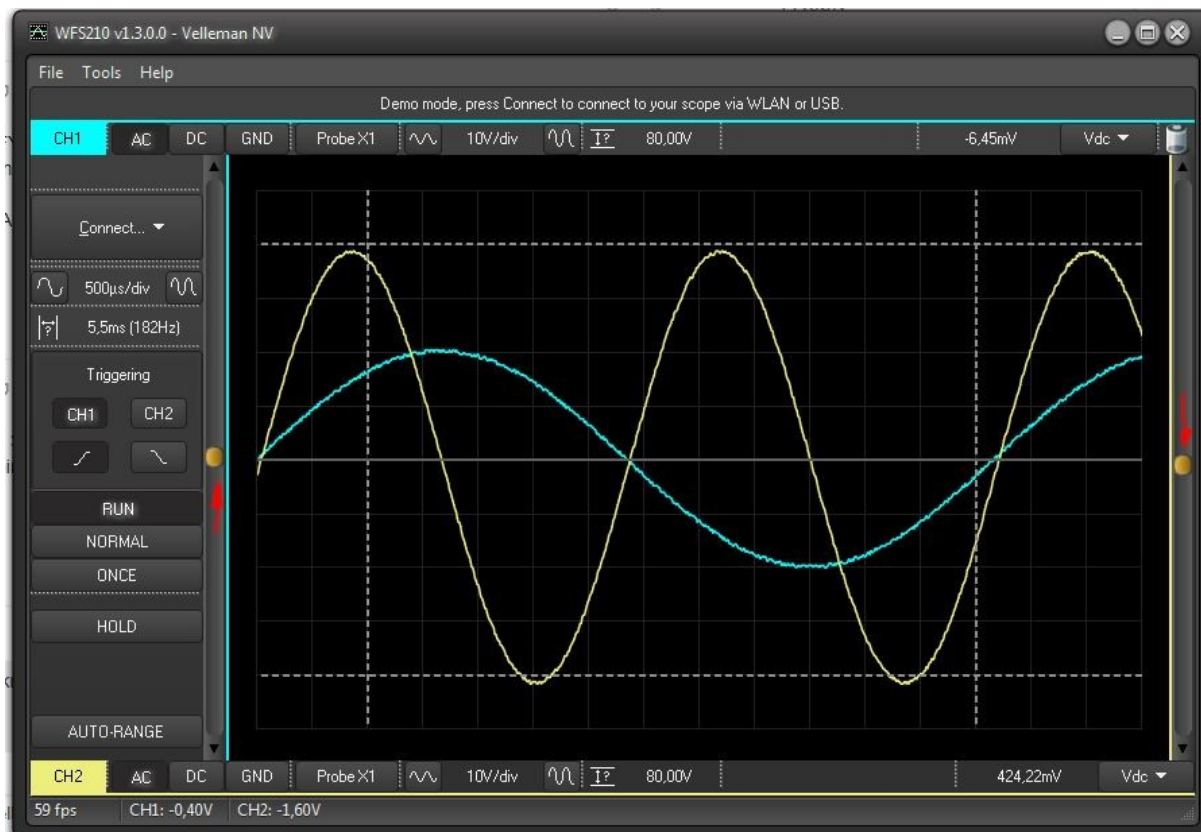 WFS210 v1.3.0.0 - Velleman NV
File Tools Help
Demo mode, press Connect to connect to your scope via WLAN or USB.
CH1 AC DC GND Probe X1 10V/div 80,00V -6,45mV Vdc
Connect...
500µs/div
5,5ms (182Hz)
Triggering
CH1 CH2
RUN
NORMAL
ONCE
HOLD
AUTO-RANGE
CH2 AC DC GND Probe X1 10V/div 80,00V 424,22mV Vdc
59 fps CH1: -0,40V CH2: -1,60V